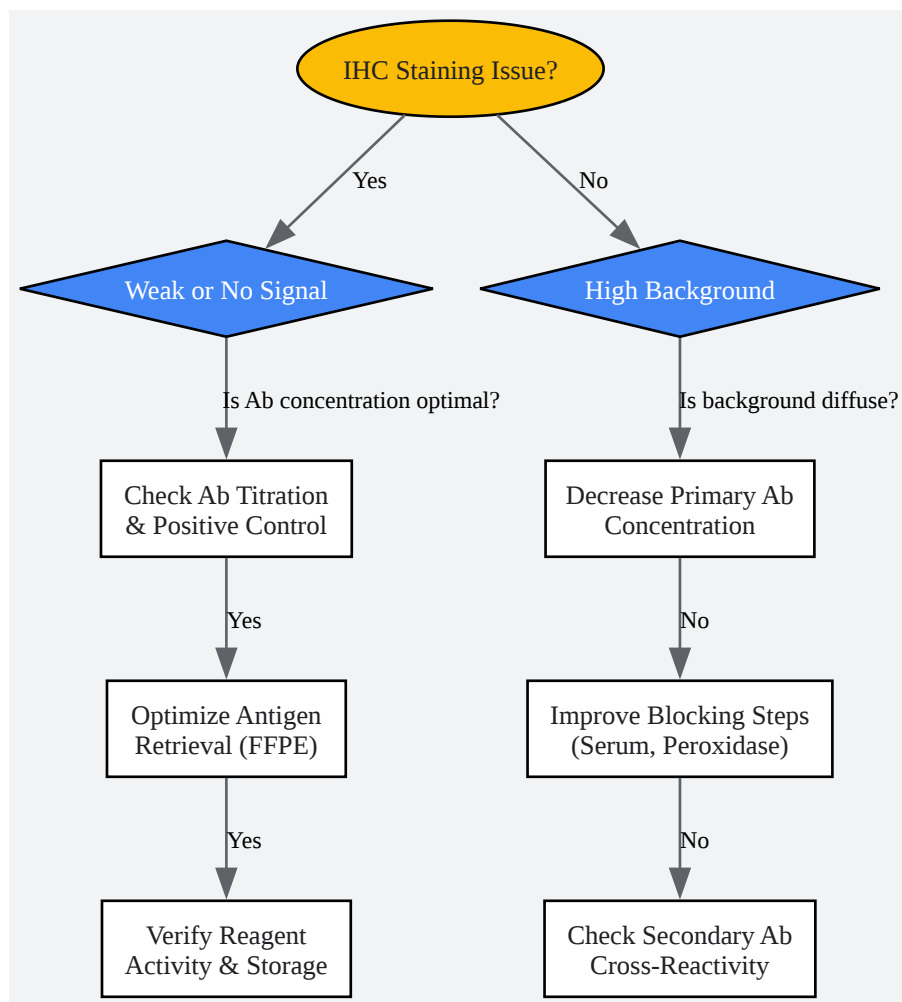 IHC Staining Issue?
Yes
No
Weak or No Signal
High Background
Is Ab concentration optimal?
Is background diffuse?
Check Ab Titration
& Positive Control
Decrease Primary Ab
Concentration
Yes
No
Optimize Antigen
Retrieval (FFPE)
Improve Blocking Steps
(Serum, Peroxidase)
Yes
No
Verify Reagent
Activity & Storage
Check Secondary Ab
Cross-Reactivity